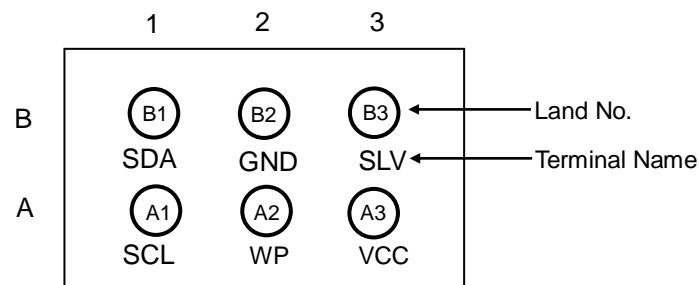 1 2 3
B B1 B2 B3 Land No.
SDA GND SLV Terminal Name
A A1 A2 A3
SCL WP VCC